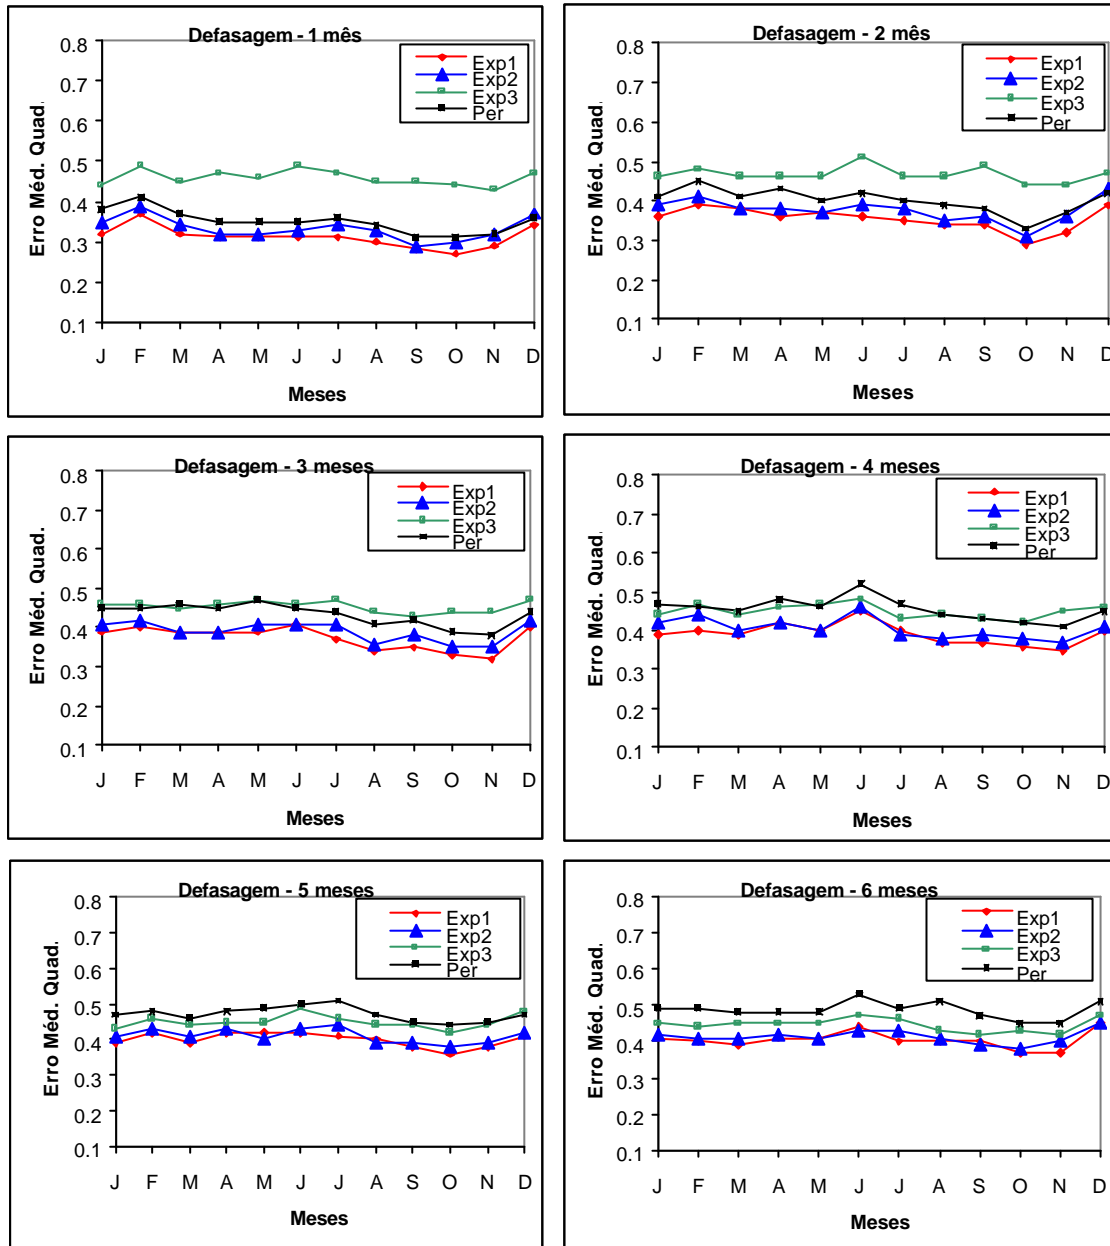 Defasagem - 1 mês
0.8
0.7
0.6
0.5
0.4
0.3
0.2
0.1
Erro Méd. Quad.
Exp1
Exp2
Exp3
Per
J F M A M J J A S O N D
Meses
Defasagem - 2 mês
0.8
0.7
0.6
0.5
0.4
0.3
0.2
0.1
Erro Méd. Quad.
Exp1
Exp2
Exp3
Per
J F M A M J J A S O N D
Meses
Defasagem - 3 meses
0.8
0.7
0.6
0.5
0.4
0.3
0.2
0.1
Erro Méd. Quad.
Exp1
Exp2
Exp3
Per
J F M A M J J A S O N D
Meses
Defasagem - 4 meses
0.8
0.7
0.6
0.5
0.4
0.3
0.2
0.1
Erro Méd. Quad.
Exp1
Exp2
Exp3
Per
J F M A M J J A S O N D
Meses
Defasagem - 5 meses
0.8
0.7
0.6
0.5
0.4
0.3
0.2
0.1
Erro Méd. Quad.
Exp1
Exp2
Exp3
Per
J F M A M J J A S O N D
Meses
Defasagem - 6 meses
0.8
0.7
0.6
0.5
0.4
0.3
0.2
0.1
Erro Méd. Quad.
Exp1
Exp2
Exp3
Per
J F M A M J J A S O N D
Meses